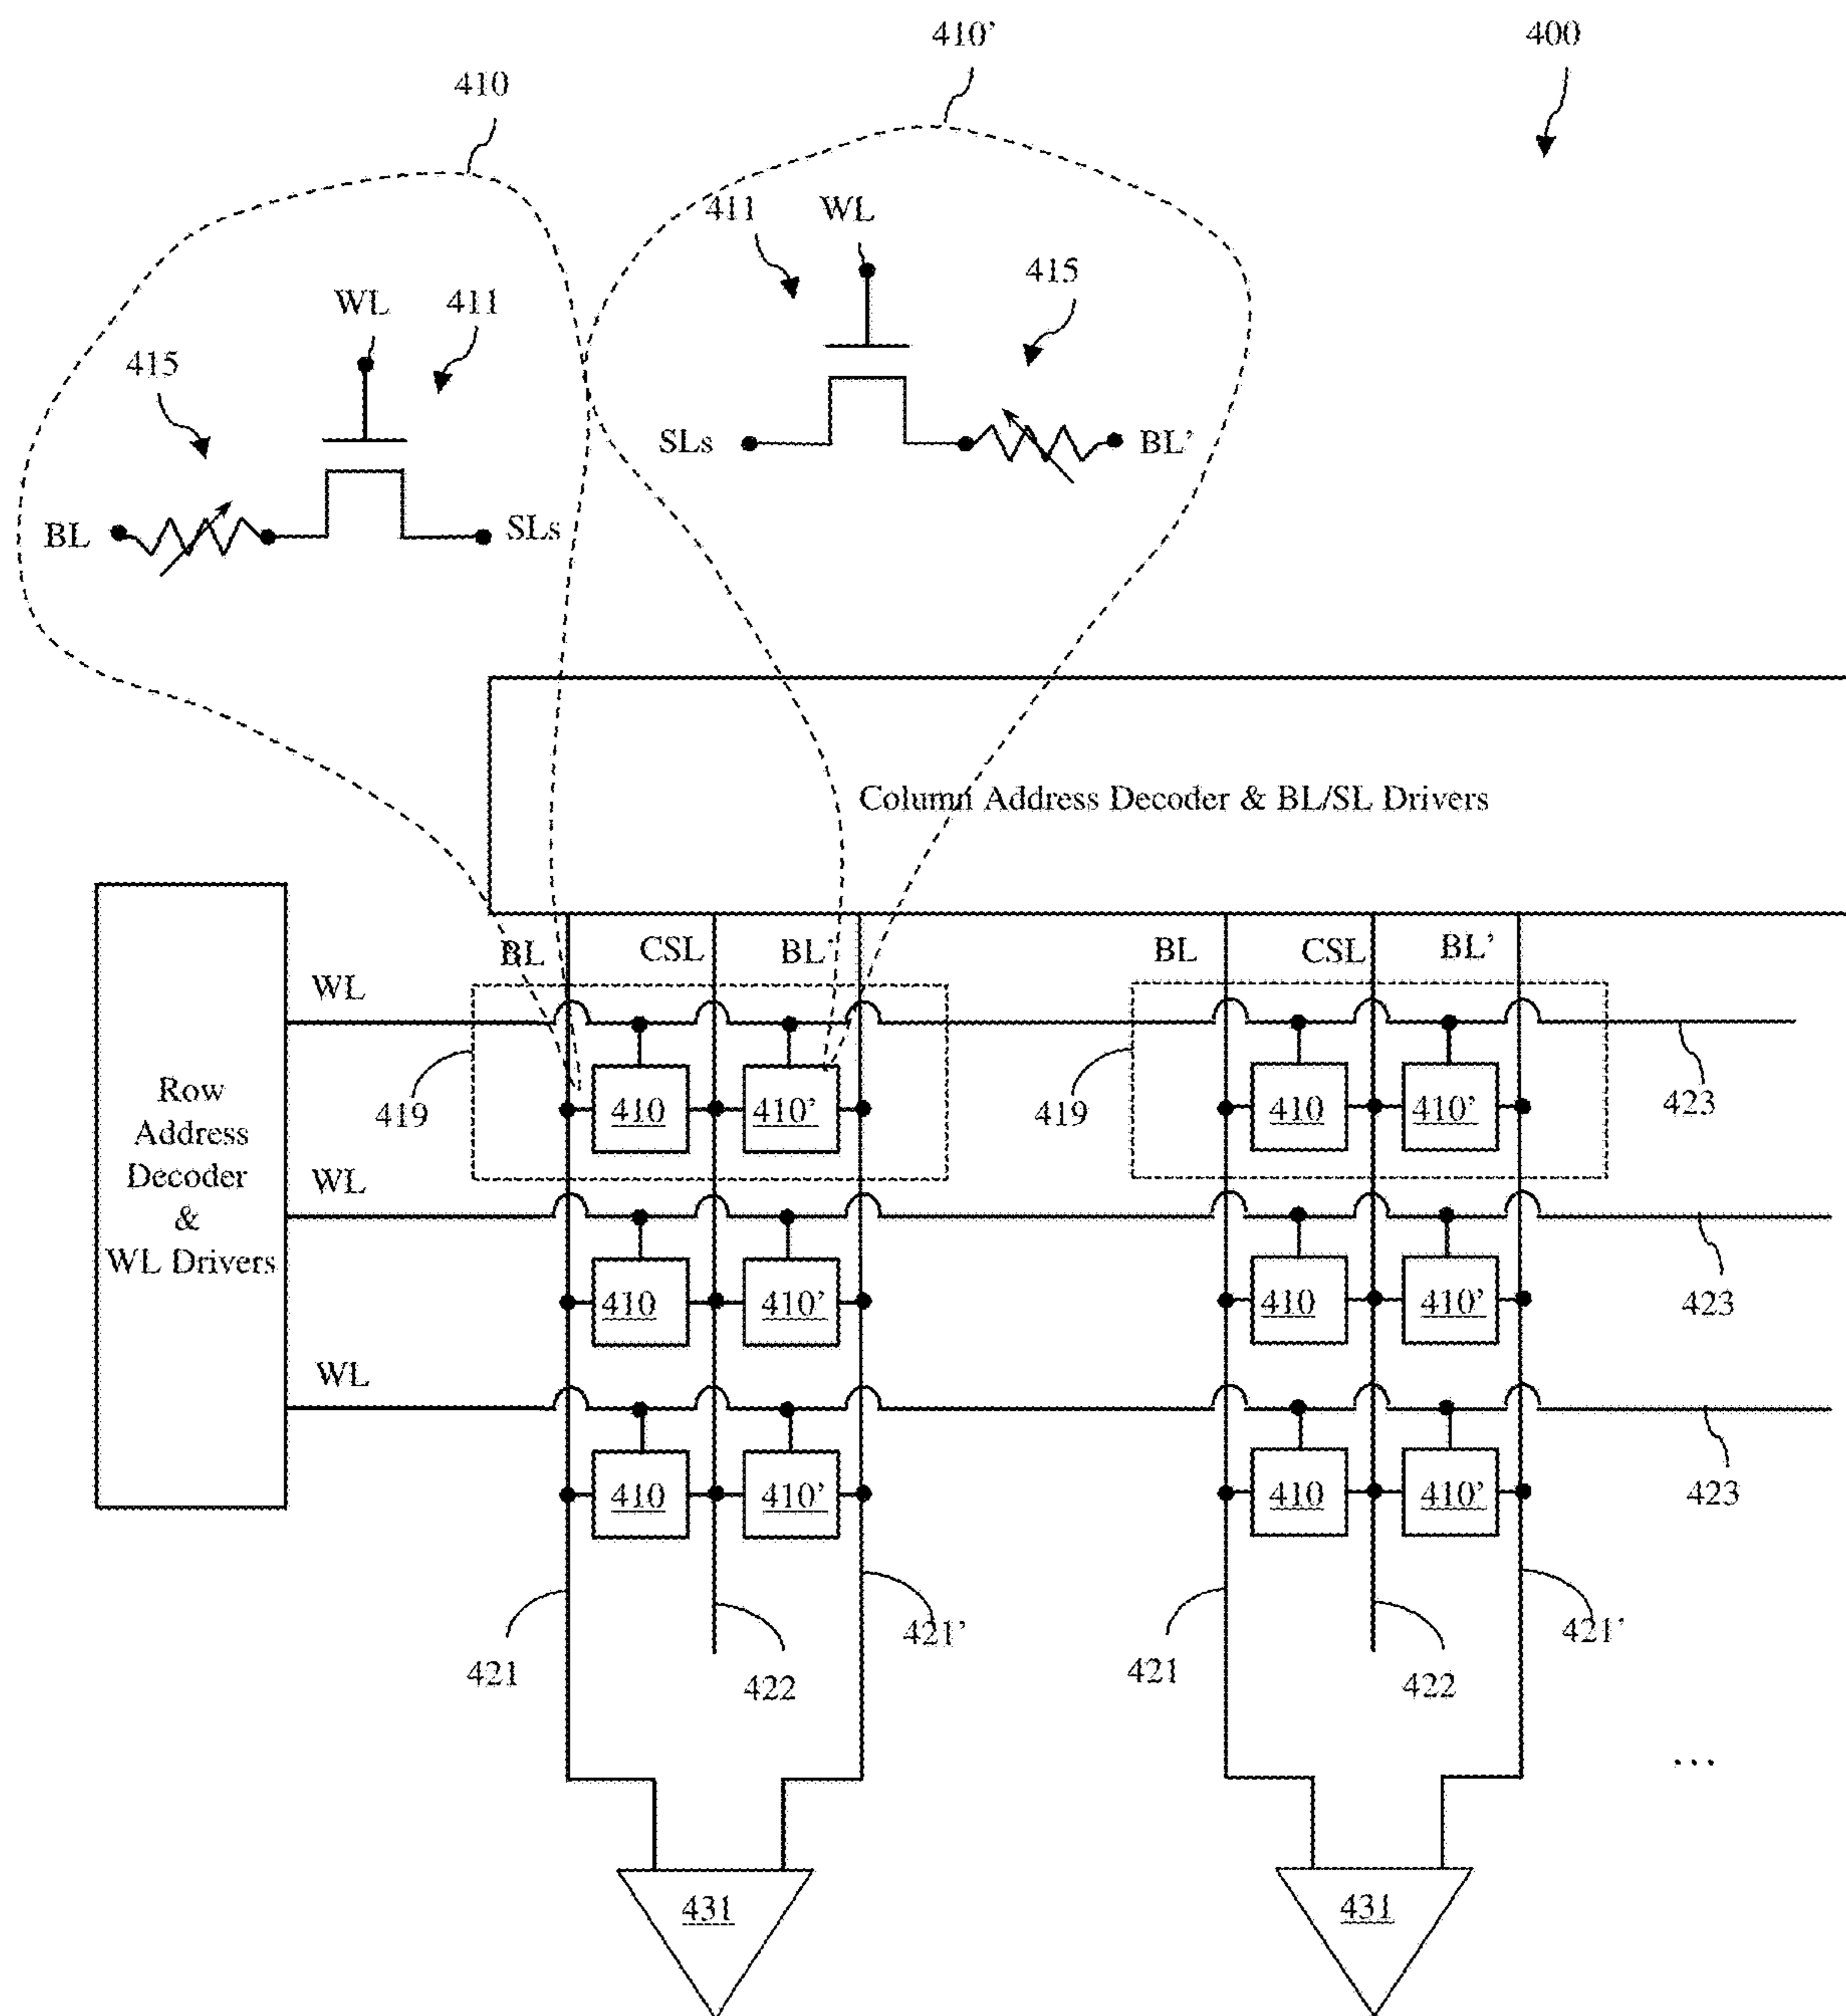 410’
400
410
411
WL
415
WL
411
415
SLs
BL’
BL
SLs
Column Address Decoder & BL/SL Drivers
BL
CSL
BL’
BL
CSL
BL’
WL
Row
Address
Decoder
&
WL Drivers
419
410
410’
419
410
410’
423
WL
410
410’
410
410’
423
WL
410
410’
410
410’
423
421
422
421’
421
422
421’
...
431
431